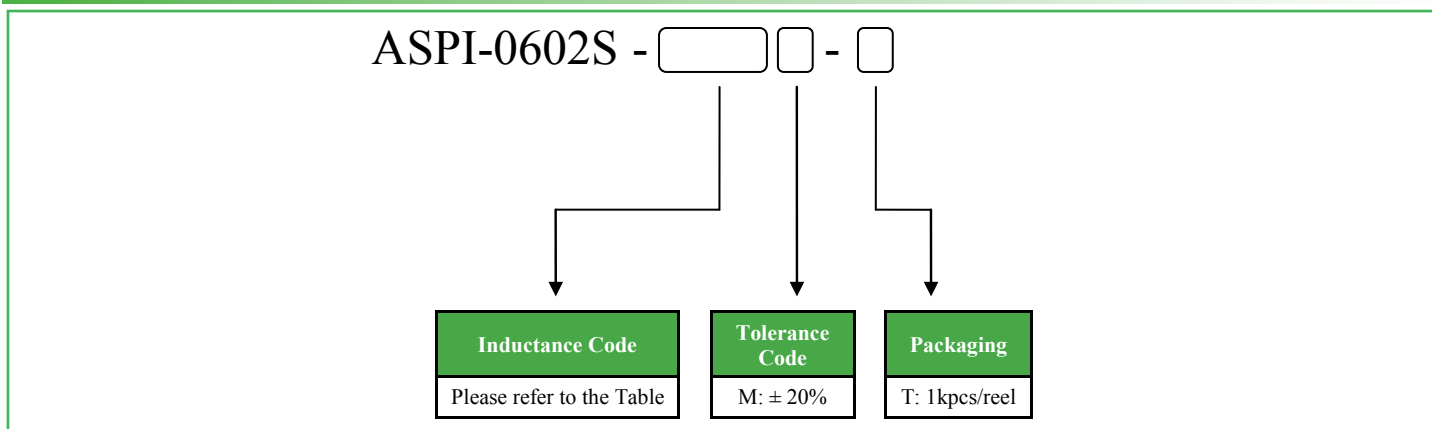 ASPI-0602S - -
Inductance Code
Please refer to the Table
Tolerance
Code
M: ± 20%
Packaging
T: 1kpcs/reel